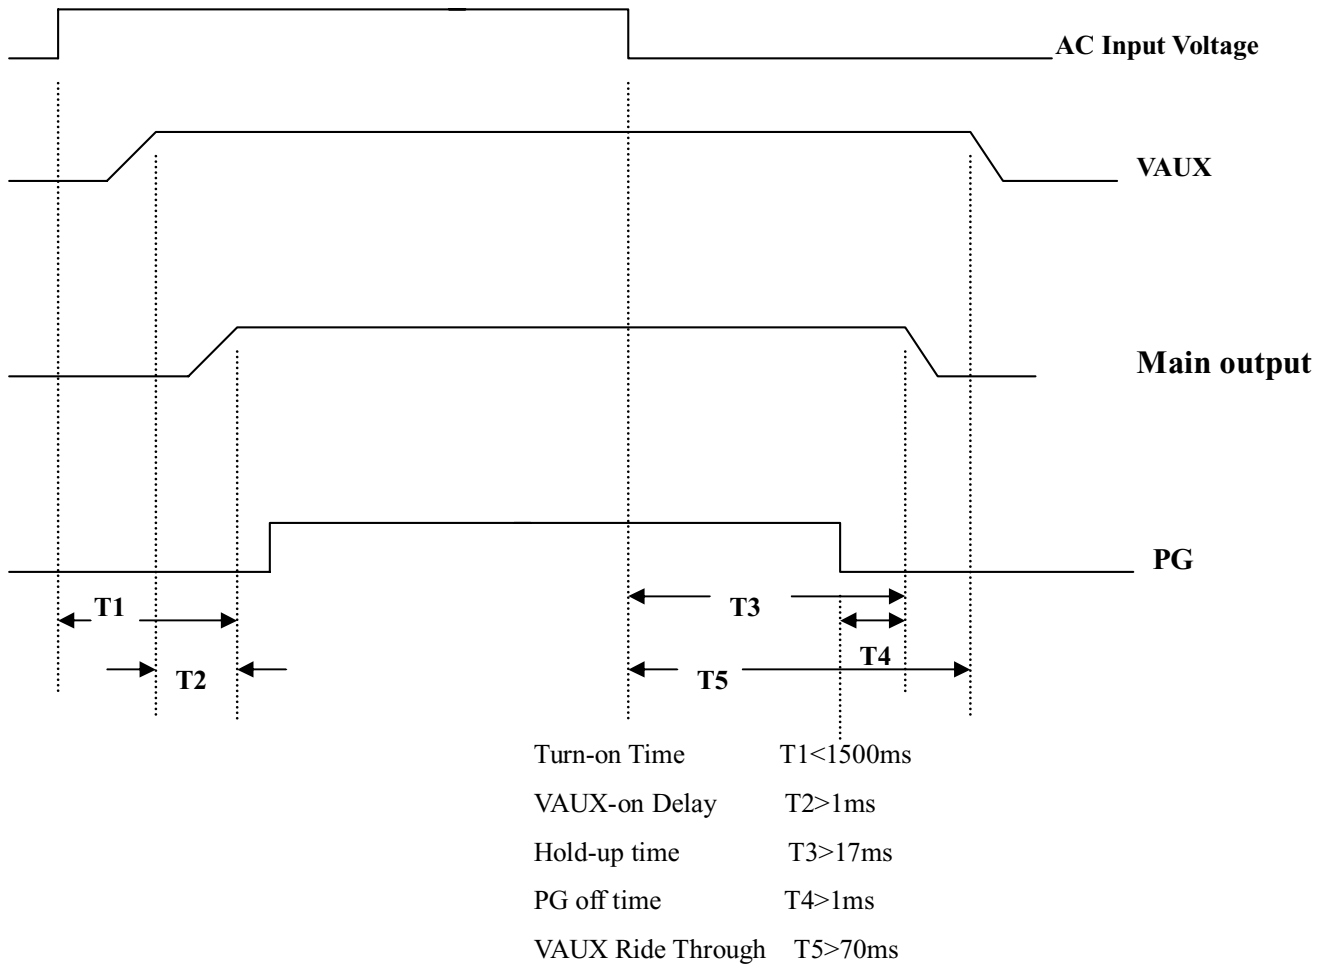 AC Input Voltage
VAUX
Main output
PG
T1
T3
T4
T2
T5
Turn-on Time T1<1500ms
VAUX-on Delay T2>1ms
Hold-up time T3>17ms
PG off time T4>1ms
VAUX Ride Through T5>70ms